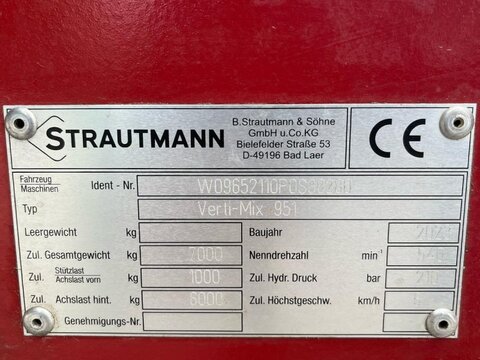 STRAUTMANN
B.Strautmann & Söhne
GmbH u.Co.KG
Bielefelder Straße 53
D-49196 Bad Laer
CE
Fahrzeug
Maschinen
Ident - Nr.
Typ Verti-Mix 951
Leergewicht kg
Zul. Gesamtgewicht kg 7000
Zul. Stützlast
Achslast vorn kg 1000
Zul. Achslast hint. kg 6000
Genehmigungs-Nr.
Baujahr
Nenndrehzahl min⁻¹ 540
Zul. Hydr. Druck bar
Zul. Höchstgeschw. km/h